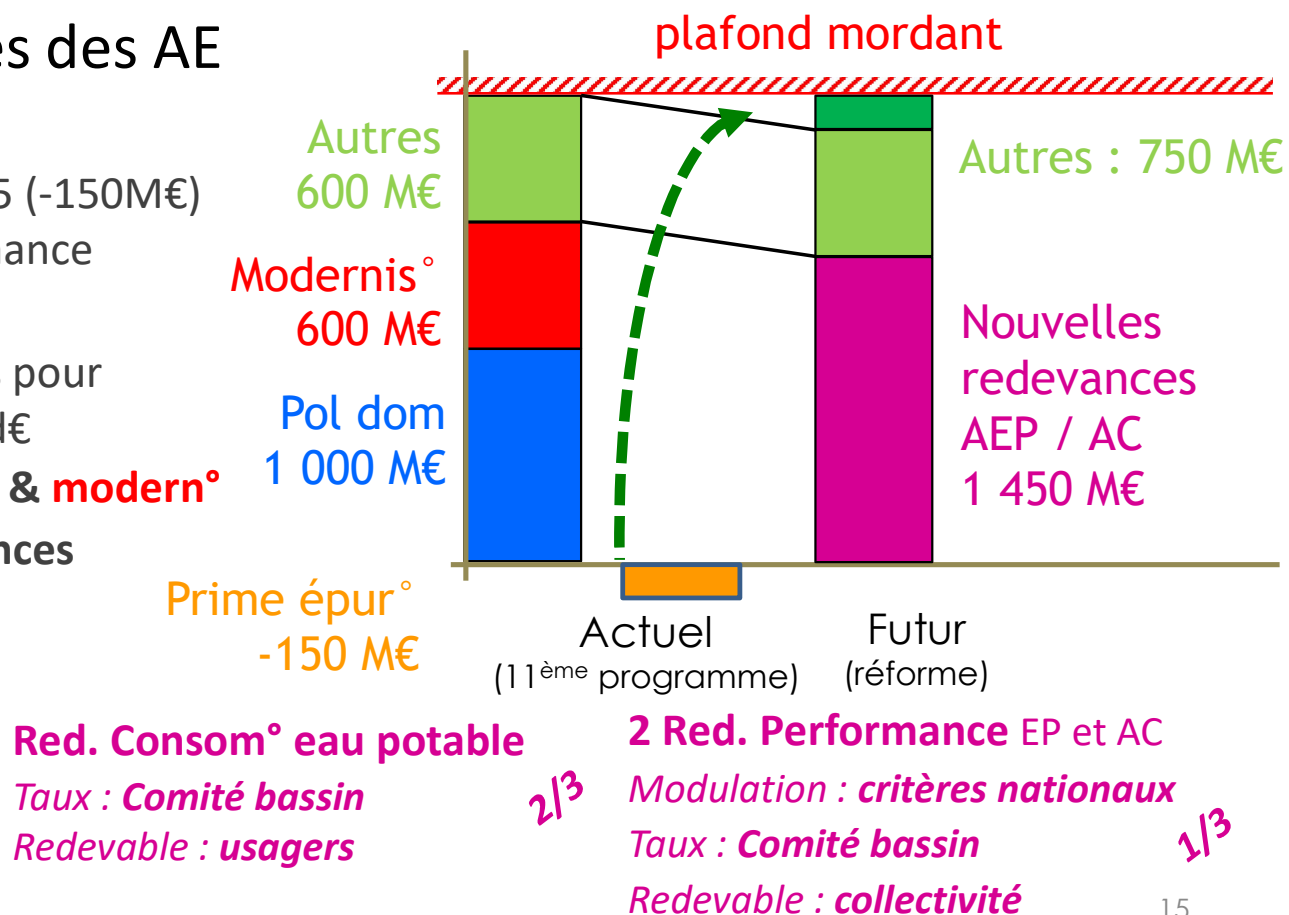 es des AE
plafond mordant
5 (-150M€)
nance
pour
d€
& modern°
nces
Autres
600 M€
Modernis°
600 M€
Pol dom
1 000 M€
Prime épur°
-150 M€
Autres : 750 M€
Nouvelles
redevances
AEP / AC
1 450 M€
Actuel
(11ème programme)
Futur
(réforme)
Red. Consom° eau potable
Taux : Comité bassin
Redevable : usagers
2/3
2 Red. Performance EP et AC
Modulation : critères nationaux
Taux : Comité bassin
Redevable : collectivité
1/3
15